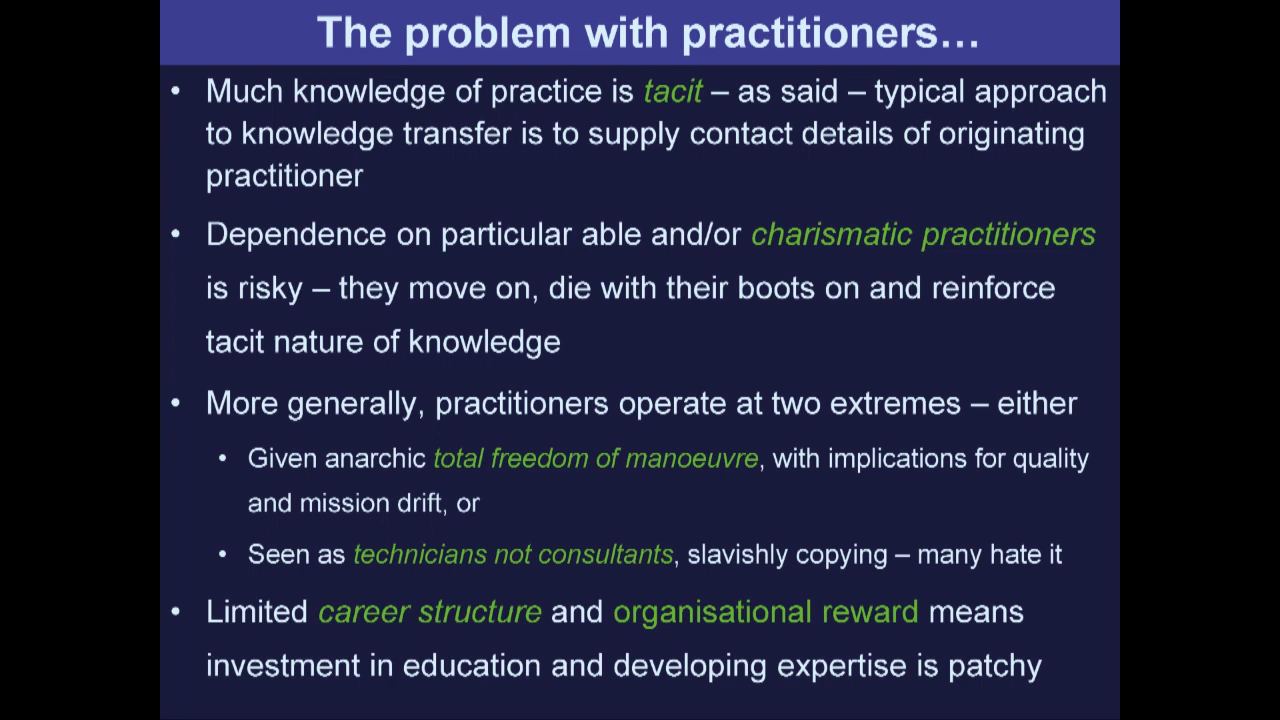 The problem with practitioners…
• Much knowledge of practice is tacit – as said – typical approach
to knowledge transfer is to supply contact details of originating
practitioner
• Dependence on particular able and/or charismatic practitioners
is risky – they move on, die with their boots on and reinforce
tacit nature of knowledge
• More generally, practitioners operate at two extremes – either
• Given anarchic total freedom of manoeuvre, with implications for quality
and mission drift, or
• Seen as technicians not consultants, slavishly copying – many hate it
• Limited career structure and organisational reward means
investment in education and developing expertise is patchy